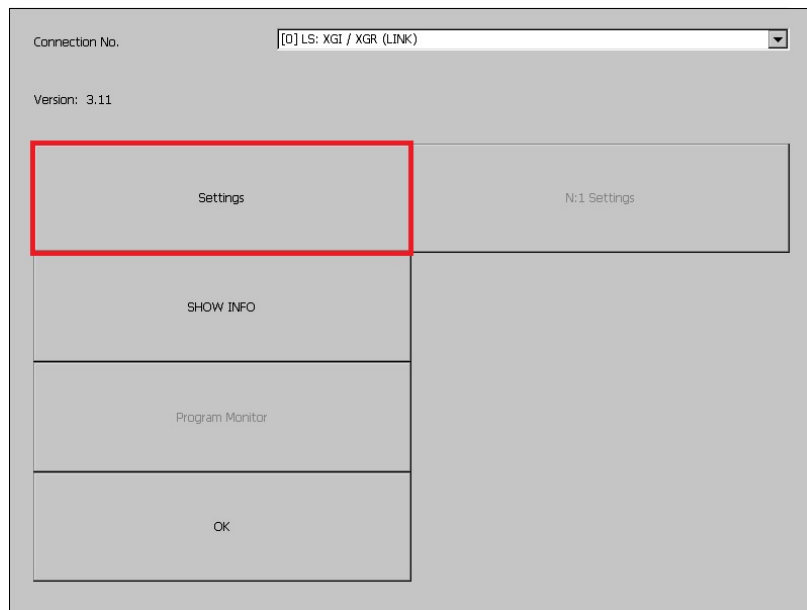 Connection No. [0] LS: XGI / XGR (LINK)
Version: 3.11
Settings N:1 Settings
SHOW INFO
Program Monitor
OK